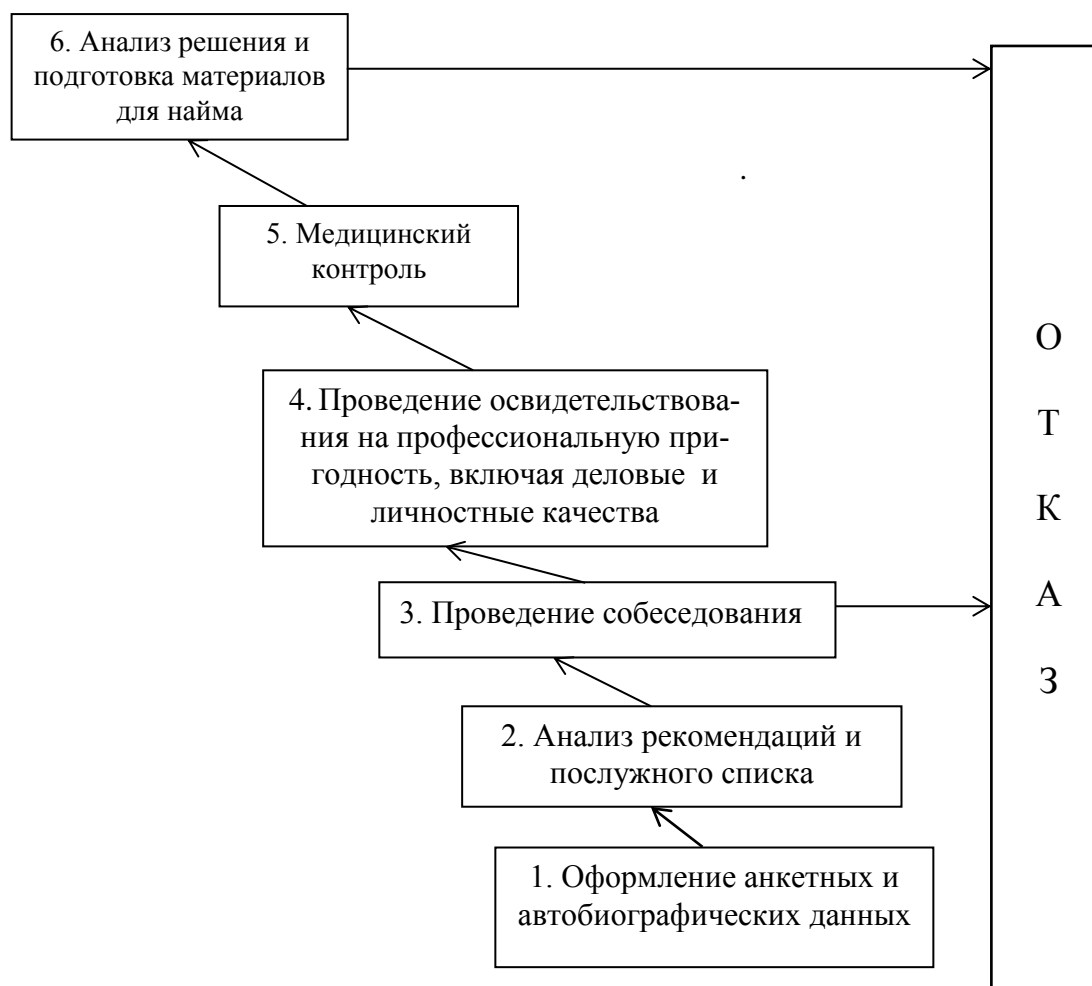 6. Анализ решения и
подготовка материалов
для найма
.
5. Медицинский
контроль
4. Проведение освидетельствова-
ния на профессиональную при-
годность, включая деловые и
личностные качества
3. Проведение собеседования
2. Анализ рекомендаций и
послужного списка
1. Оформление анкетных и
автобиографических данных
О
Т
К
А
З